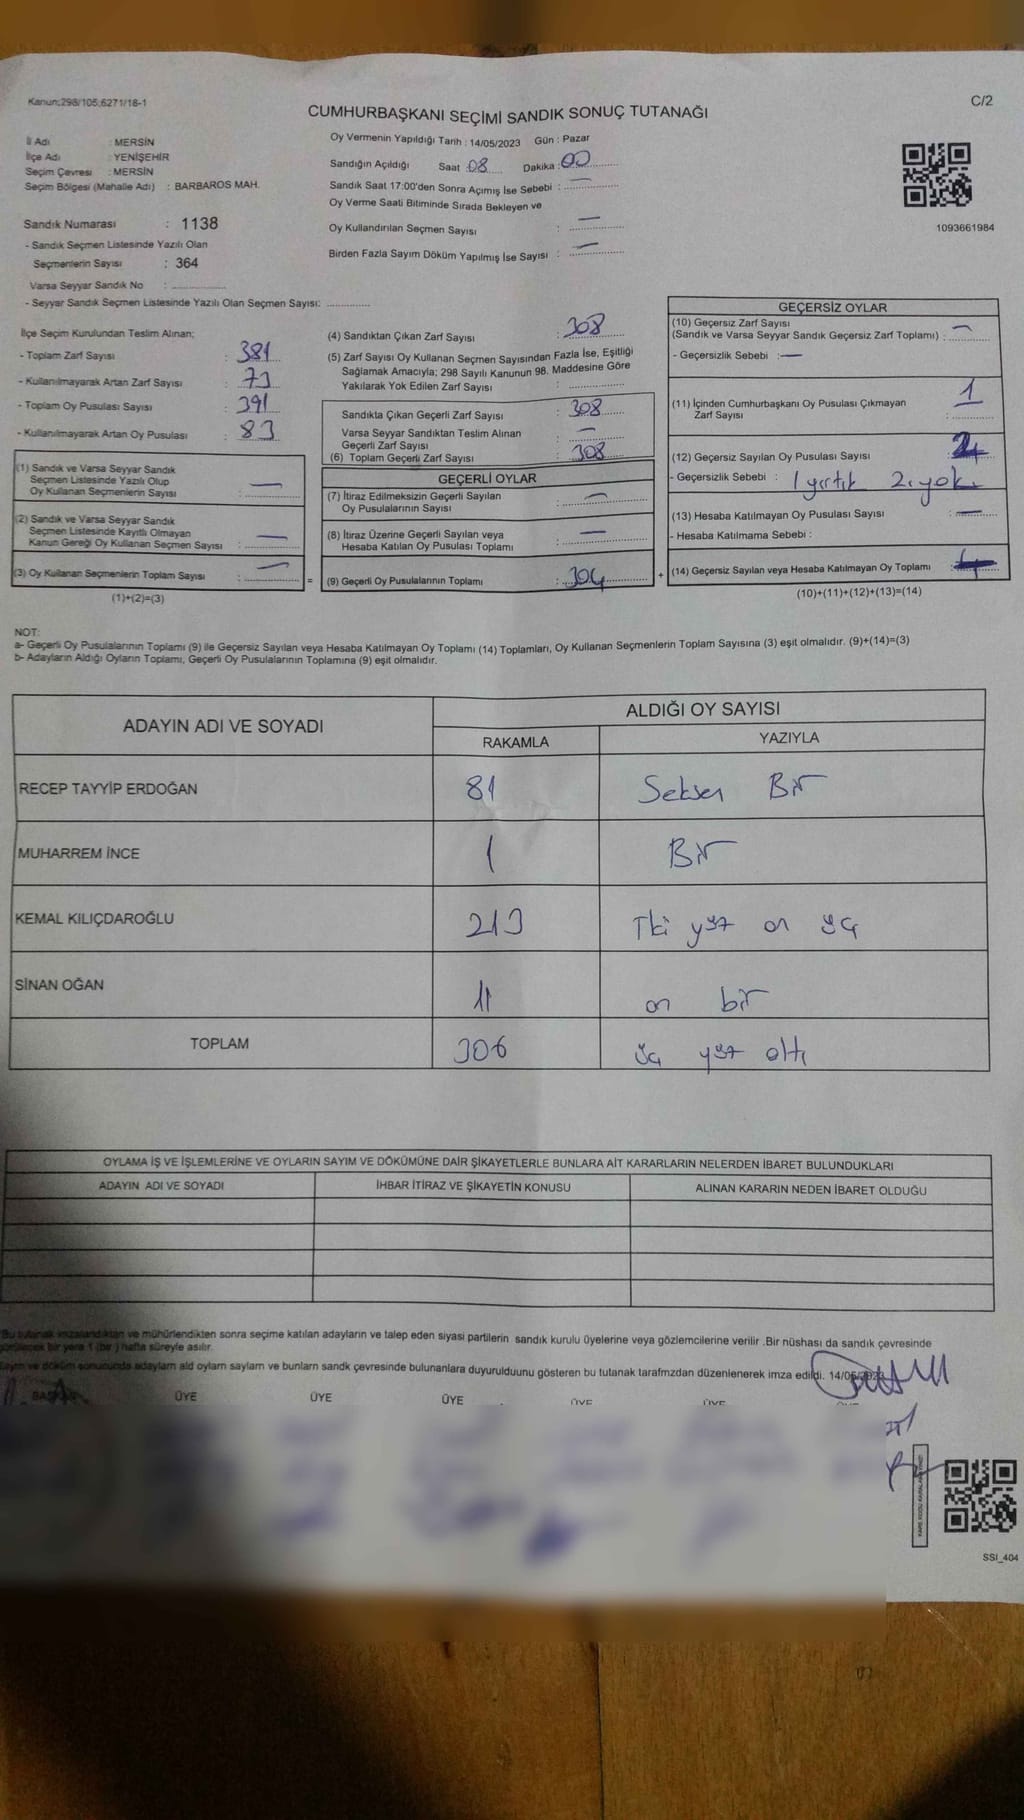 Kanun:298/105,6271/18-1
C/2
CUMHURBAŞKANI SEÇİMİ SANDIK SONUÇ TUTANAĞI
İl Adı : MERSİN
İlçe Adı : YENİŞEHİR
Seçim Çevresi : MERSİN
Seçim Bölgesi (Mahalle Adı) : BARBAROS MAH.
Oy Vermenin Yapıldığı Tarih : 14/05/2023 Gün : Pazar
Sandığın Açıldığı Saat 08 Dakika : 00
Sandık Saat 17:00'den Sonra Açımış İse Sebebi : —
Oy Verme Saati Bitiminde Sırada Bekleyen ve
Oy Kullandırılan Seçmen Sayısı : —
Birden Fazla Sayım Döküm Yapılmış İse Sayısı : —
1093661984
Sandık Numarası : 1138
- Sandık Seçmen Listesinde Yazılı Olan
Seçmenlerin Sayısı : 364
Varsa Seyyar Sandık No :
- Seyyar Sandık Seçmen Listesinde Yazılı Olan Seçmen Sayısı:
İlçe Seçim Kurulundan Teslim Alınan;
- Toplam Zarf Sayısı : 381
- Kullanılmayarak Artan Zarf Sayısı : 73
- Toplam Oy Pusulası Sayısı : 391
- Kullanılmayarak Artan Oy Pusulası : 83
(1) Sandık ve Varsa Seyyar Sandık
Seçmen Listesinde Yazılı Olup
Oy Kullanan Seçmenlerin Sayısı : —
(2) Sandık ve Varsa Seyyar Sandık
Seçmen Listesinde Kayıtlı Olmayan
Kanun Gereği Oy Kullanan Seçmen Sayısı : —
(3) Oy Kullanan Seçmenlerin Toplam Sayısı : —
(1)+(2)=(3)
(4) Sandıktan Çıkan Zarf Sayısı : 308
(5) Zarf Sayısı Oy Kullanan Seçmen Sayısından Fazla İse, Eşitliği
Sağlamak Amacıyla; 298 Sayılı Kanunun 98. Maddesine Göre
Yakılarak Yok Edilen Zarf Sayısı :
Sandıkta Çıkan Geçerli Zarf Sayısı : 308
Varsa Seyyar Sandıktan Teslim Alınan
Geçerli Zarf Sayısı : —
(6) Toplam Geçerli Zarf Sayısı : 308
GEÇERLİ OYLAR
(7) İtiraz Edilmeksizin Geçerli Sayılan
Oy Pusulalarının Sayısı : —
(8) İtiraz Üzerine Geçerli Sayılan veya
Hesaba Katılan Oy Pusulası Toplamı : —
=
(9) Geçerli Oy Pusulalarının Toplamı : 304
+
GEÇERSİZ OYLAR
(10) Geçersiz Zarf Sayısı
(Sandık ve Varsa Seyyar Sandık Geçersiz Zarf Toplamı) : —
- Geçersizlik Sebebi : —
(11) İçinden Cumhurbaşkanı Oy Pusulası Çıkmayan
Zarf Sayısı : 1
(12) Geçersiz Sayılan Oy Pusulası Sayısı
- Geçersizlik Sebebi : 1 yırtık 2.yok.
(13) Hesaba Katılmayan Oy Pusulası Sayısı : —
- Hesaba Katılmama Sebebi :
(14) Geçersiz Sayılan veya Hesaba Katılmayan Oy Toplamı :
(10)+(11)+(12)+(13)=(14)
NOT:
a- Geçerli Oy Pusulalarının Toplamı (9) ile Geçersiz Sayılan veya Hesaba Katılmayan Oy Toplamı (14) Toplamları, Oy Kullanan Seçmenlerin Toplam Sayısına (3) eşit olmalıdır. (9)+(14)=(3)
b- Adayların Aldığı Oyların Toplamı, Geçerli Oy Pusulalarının Toplamına (9) eşit olmalıdır.
ADAYIN ADI VE SOYADI
ALDIĞI OY SAYISI
RAKAMLA YAZIYLA
RECEP TAYYİP ERDOĞAN 81 Seksen Bir
MUHARREM İNCE 1 Bir
KEMAL KILIÇDAROĞLU 213 İki yüz on üç
SİNAN OĞAN 11 on bir
TOPLAM 306 üç yüz altı
OYLAMA İŞ VE İŞLEMLERİNE VE OYLARIN SAYIM VE DÖKÜMÜNE DAİR ŞİKAYETLERLE BUNLARA AİT KARARLARIN NELERDEN İBARET BULUNDUKLARI
ADAYIN ADI VE SOYADI İHBAR İTİRAZ VE ŞİKAYETİN KONUSU ALINAN KARARIN NEDEN İBARET OLDUĞU
Bu tutanak imzalandıktan ve mühürlendikten sonra seçime katılan adayların ve talep eden siyasi partilerin sandık kurulu üyelerine veya gözlemcilerine verilir .Bir nüshası da sandık çevresinde
görülecek bir yere 1 (bir ) hafta süreyle asılır.
Sayım ve döküm sonucunda adaylarn ald oylarn saylarn ve bunlarn sandk çevresinde bulunanlara duyurulduunu gösteren bu tutanak tarafmzdan düzenlenerek imza edildi. 14/05/2023
BAŞKAN ÜYE ÜYE ÜYE ÜYE ÜYE ÜYE
SSI_404